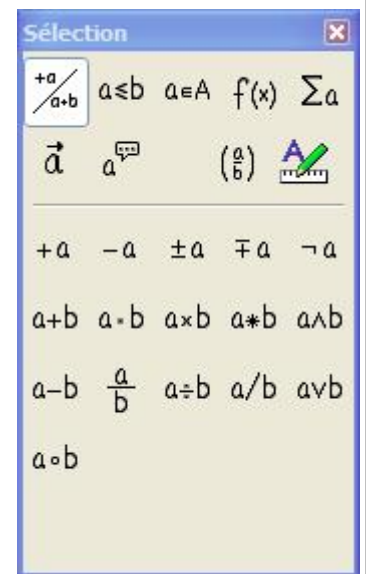 Sélection
+a/a+b a≤b a∈A f(x) Σa
a⃗ a (a/b) A
+a −a ±a ∓a ¬a
a+b a·b a×b a∗b a∧b
a−b a/b a÷b a/b a∨b
a∘b